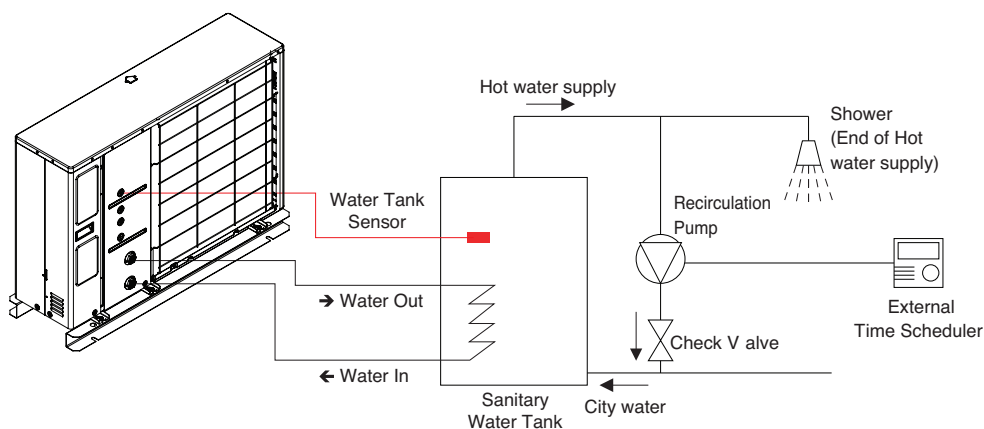 Hot water supply
Shower
(End of Hot
water supply)
Water Tank
Sensor
Recirculation
Pump
➔ Water Out
External
Time Scheduler
Check V alve
🡰 Water In
Sanitary
Water Tank
City water